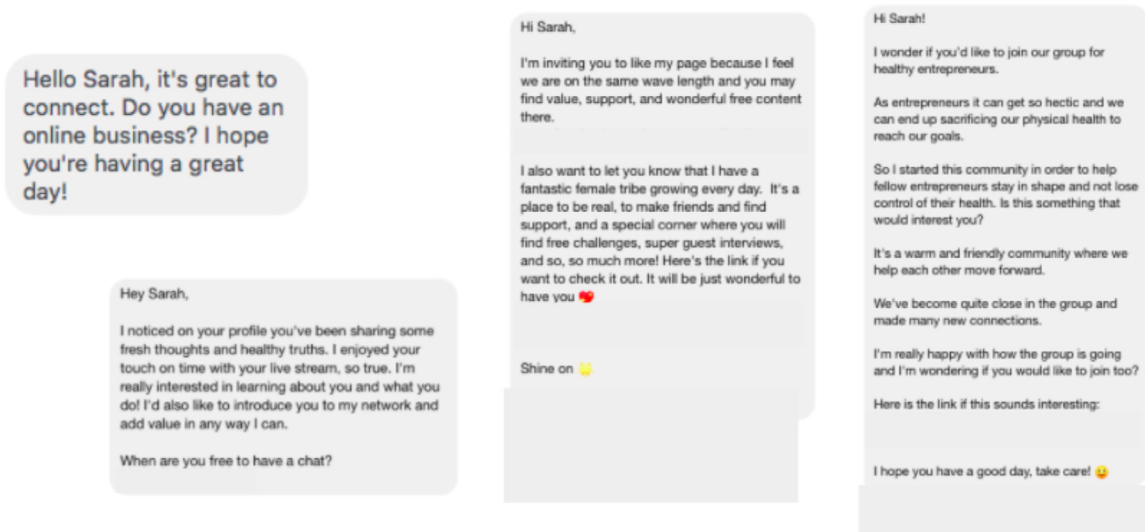 Hello Sarah, it's great to
connect. Do you have an
online business? I hope
you're having a great
day!
Hey Sarah,
I noticed on your profile you've been sharing some
fresh thoughts and healthy truths. I enjoyed your
touch on time with your live stream, so true. I'm
really interested in learning about you and what you
do! I'd also like to introduce you to my network and
add value in any way I can.
When are you free to have a chat?
Hi Sarah,
I'm inviting you to like my page because I feel
we are on the same wave length and you may
find value, support, and wonderful free content
there.
I also want to let you know that I have a
fantastic female tribe growing every day. It's a
place to be real, to make friends and find
support, and a special corner where you will
find free challenges, super guest interviews,
and so, so much more! Here's the link if you
want to check it out. It will be just wonderful to
have you 💝
Shine on 🌟
Hi Sarah!
I wonder if you'd like to join our group for
healthy entrepreneurs.
As entrepreneurs it can get so hectic and we
can end up sacrificing our physical health to
reach our goals.
So I started this community in order to help
fellow entrepreneurs stay in shape and not lose
control of their health. Is this something that
would interest you?
It's a warm and friendly community where we
help each other move forward.
We've become quite close in the group and
made many new connections.
I'm really happy with how the group is going
and I'm wondering if you would like to join too?
Here is the link if this sounds interesting:
I hope you have a good day, take care! 😃